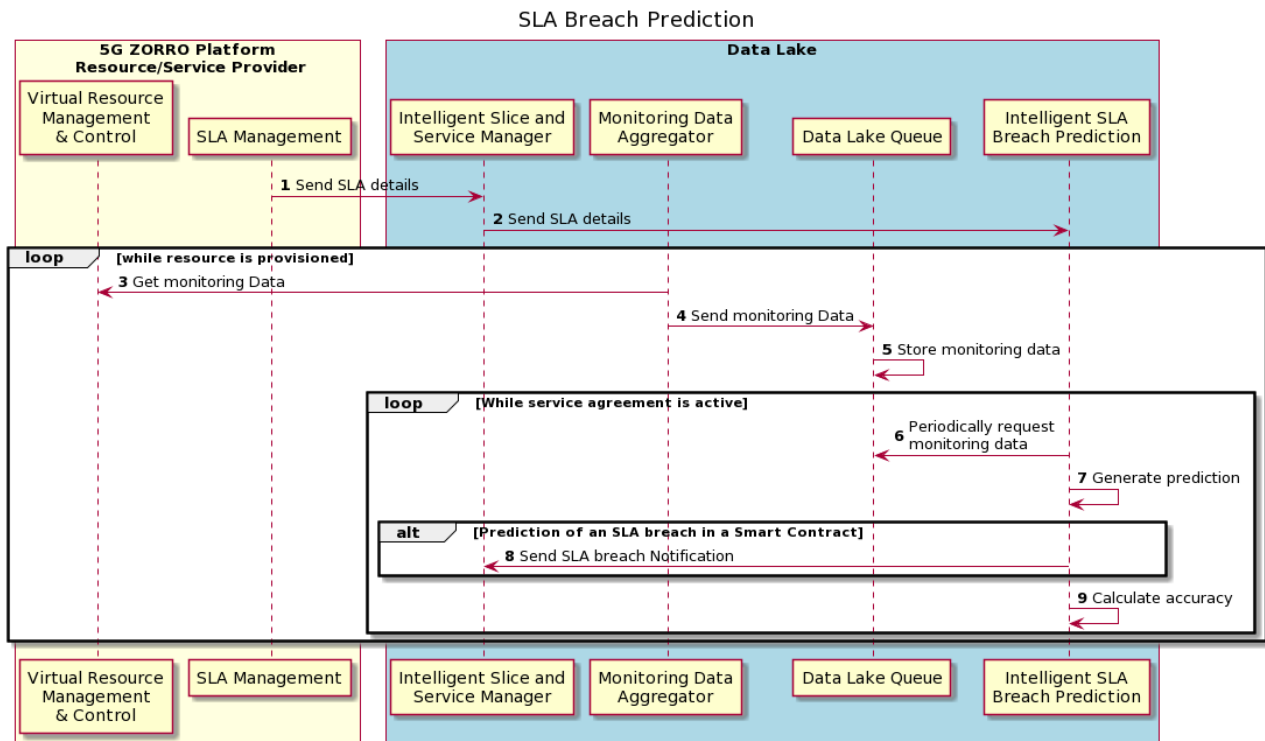 SLA Breach Prediction
5G ZORRO Platform
Resource/Service Provider
Data Lake
Virtual Resource
Management
& Control
SLA Management
Intelligent Slice and
Service Manager
Monitoring Data
Aggregator
Data Lake Queue
Intelligent SLA
Breach Prediction
1 Send SLA details
2 Send SLA details
loop [while resource is provisioned]
3 Get monitoring Data
4 Send monitoring Data
5 Store monitoring data
loop [While service agreement is active]
6 Periodically request
monitoring data
7 Generate prediction
alt [Prediction of an SLA breach in a Smart Contract]
8 Send SLA breach Notification
9 Calculate accuracy
Virtual Resource
Management
& Control
SLA Management
Intelligent Slice and
Service Manager
Monitoring Data
Aggregator
Data Lake Queue
Intelligent SLA
Breach Prediction